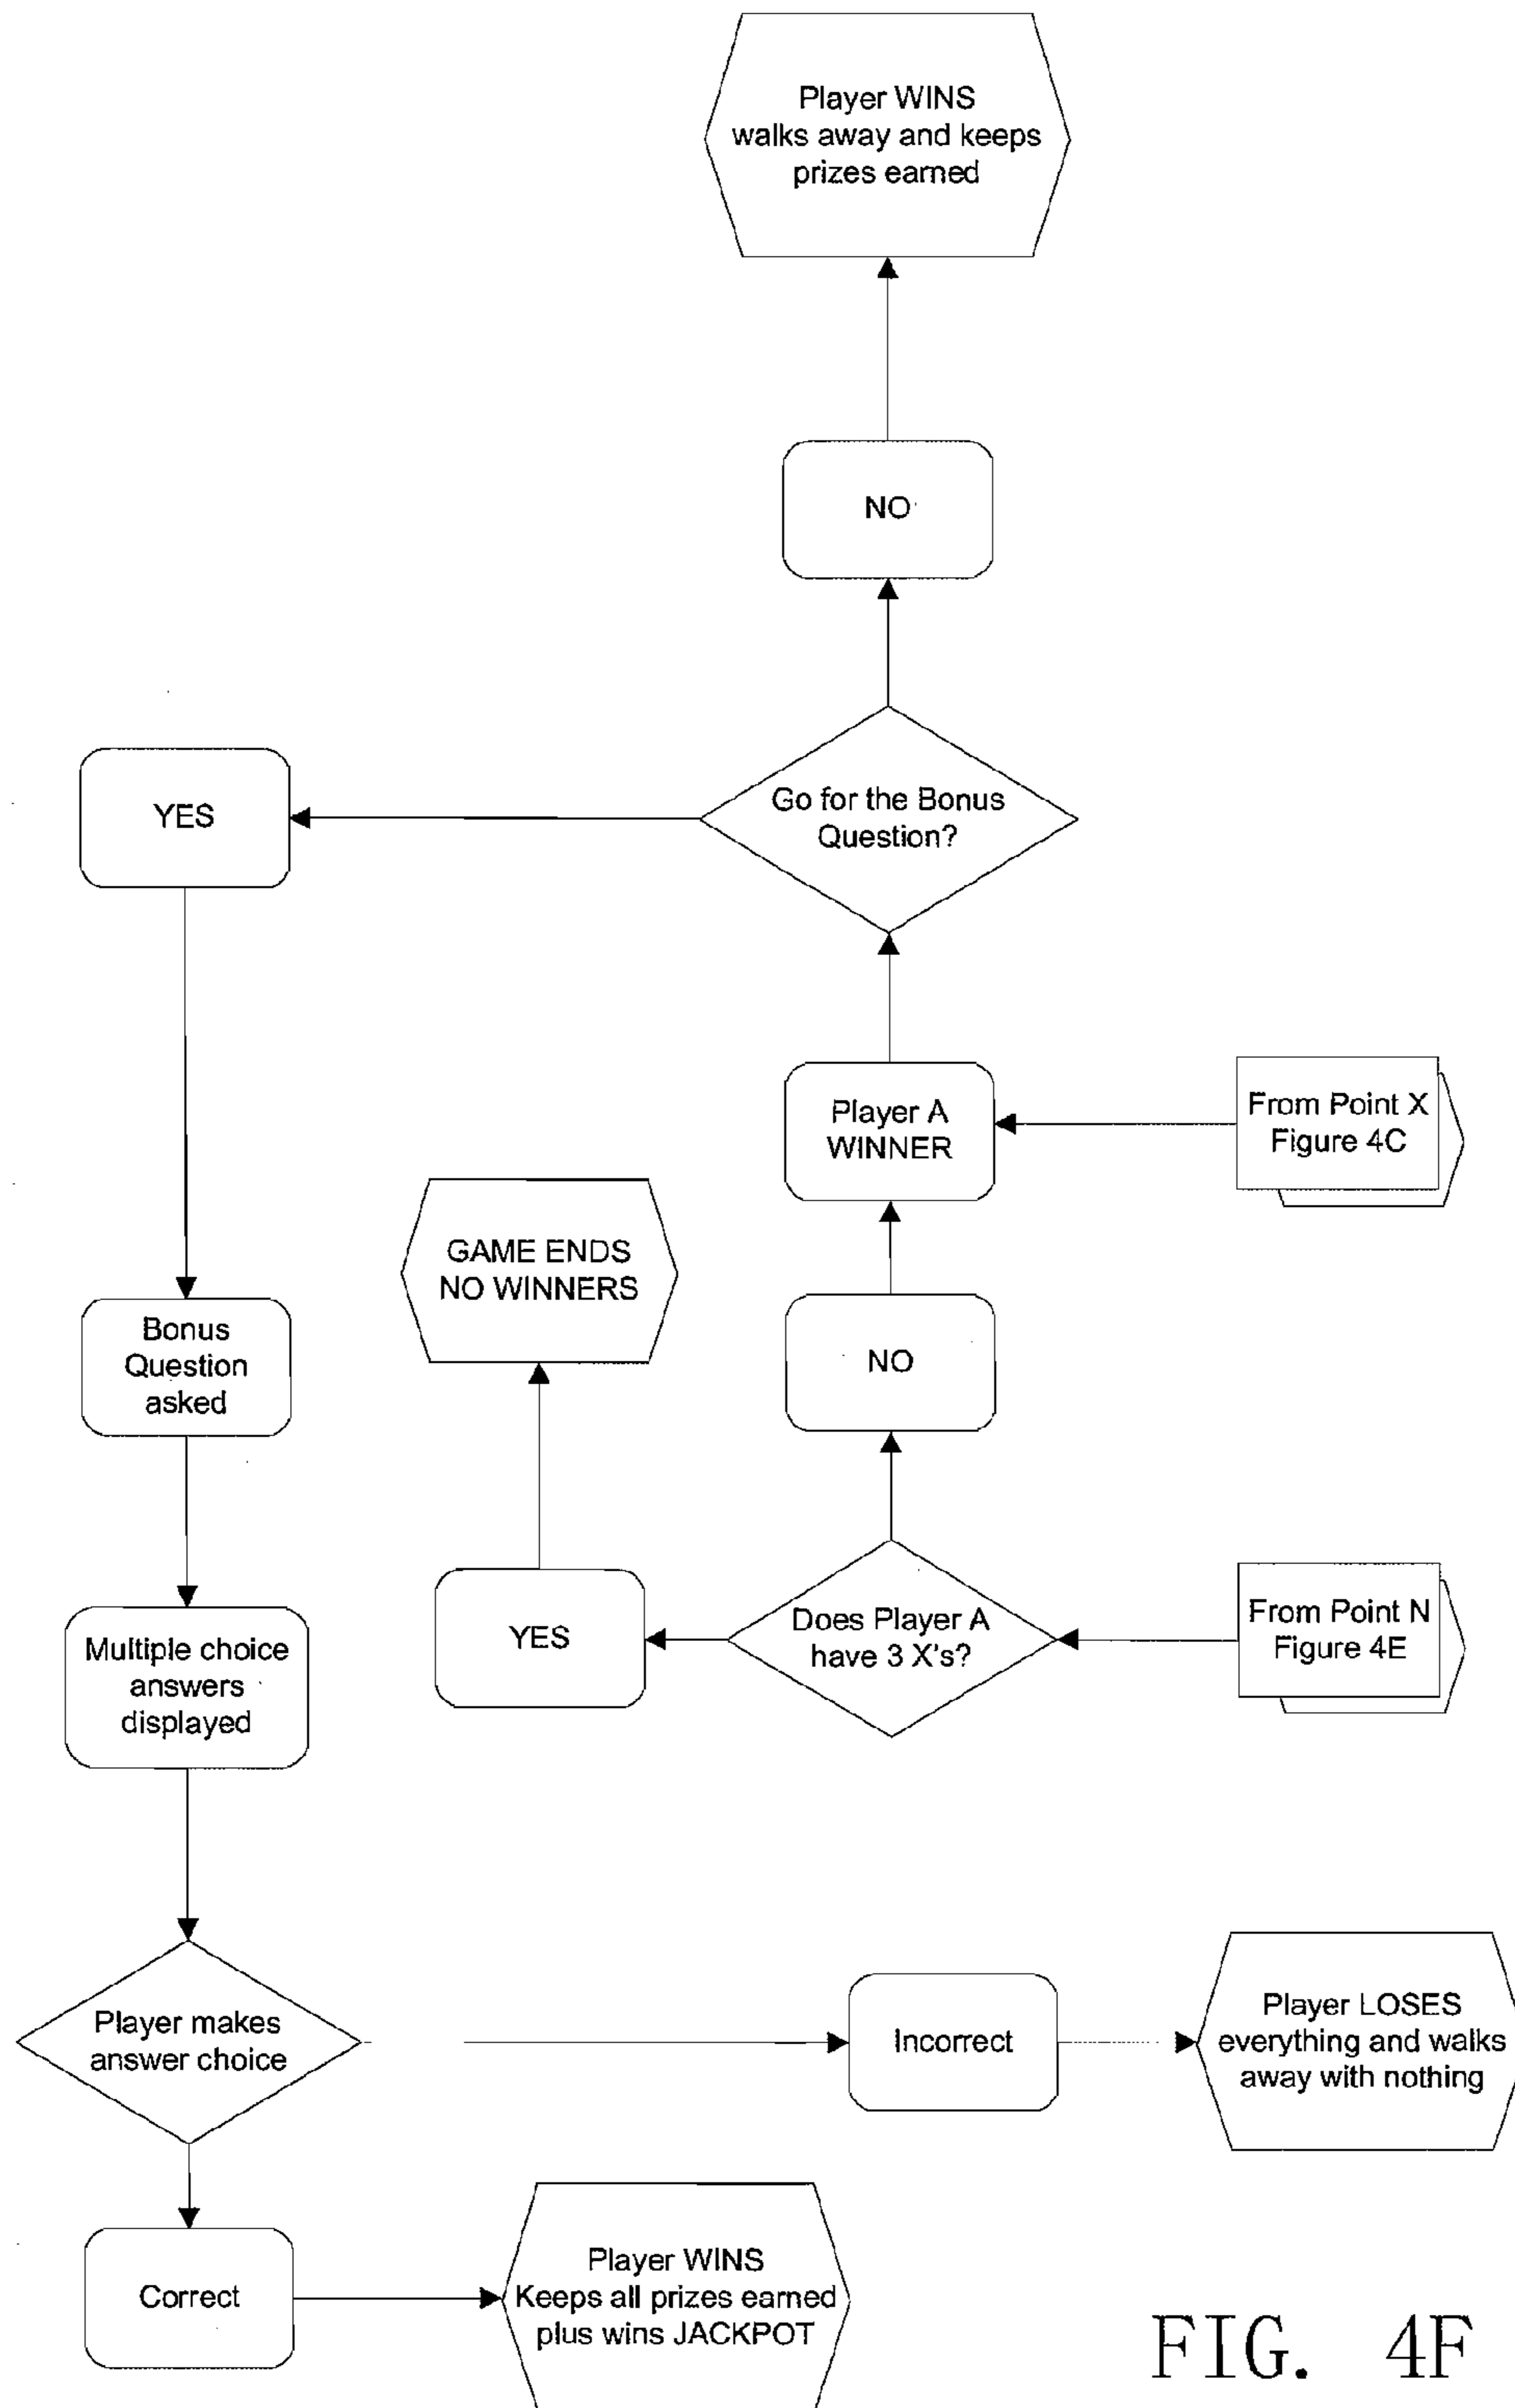 Player WINS
walks away and keeps
prizes earned
NO
Go for the Bonus
Question?
YES
Player A
WINNER
From Point X
Figure 4C
GAME ENDS
NO WINNERS
Bonus
Question
asked
NO
Multiple choice
answers
displayed
YES
Does Player A
have 3 X's?
From Point N
Figure 4E
Player makes
answer choice
Incorrect
Player LOSES
everything and walks
away with nothing
Correct
Player WINS
Keeps all prizes earned
plus wins JACKPOT
FIG. 4F